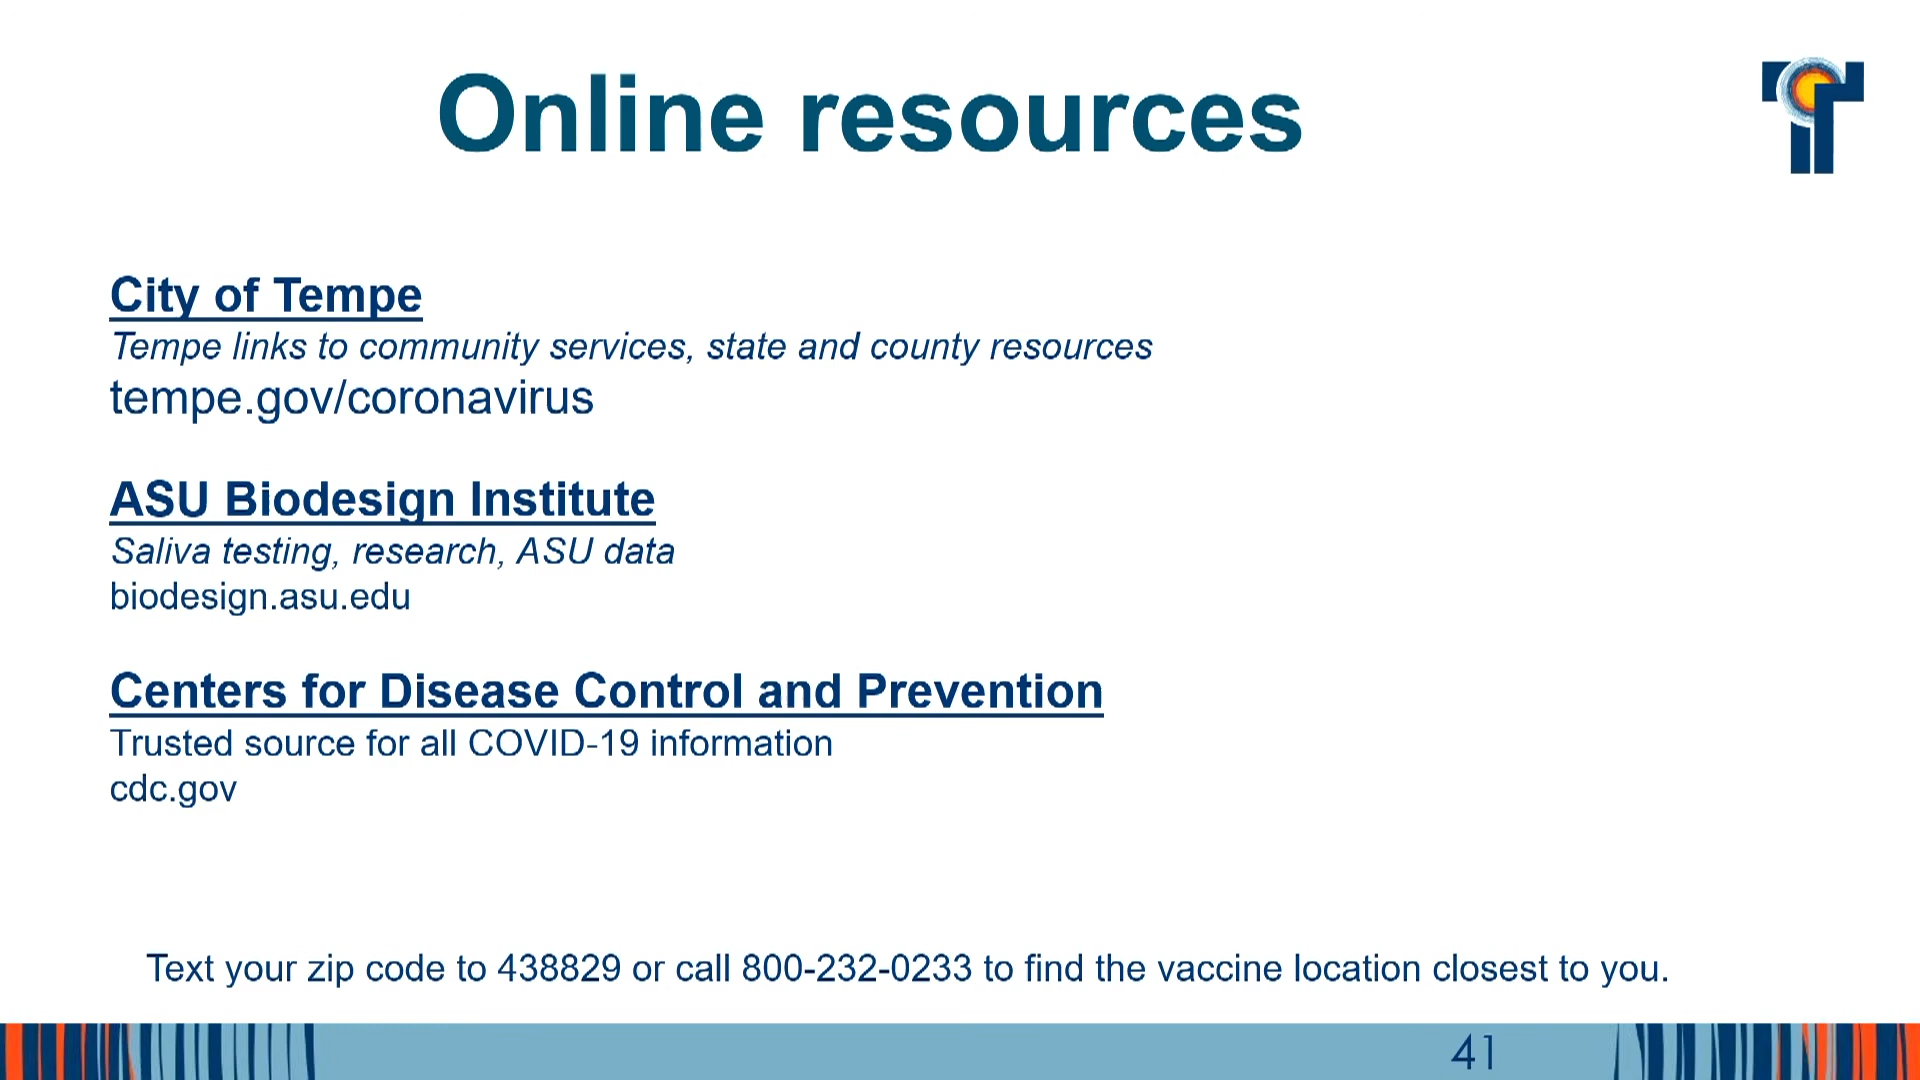 Online resources
City of Tempe
Tempe links to community services, state and county resources
tempe.gov/coronavirus
ASU Biodesign Institute
Saliva testing, research, ASU data
biodesign.asu.edu
Centers for Disease Control and Prevention
Trusted source for all COVID-19 information
cdc.gov
Text your zip code to 438829 or call 800-232-0233 to find the vaccine location closest to you.
41